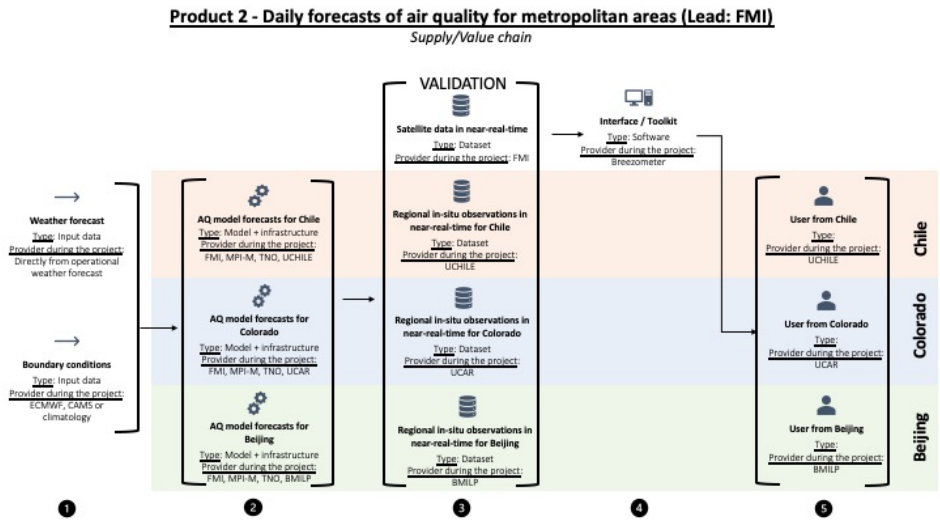 Product 2 - Daily forecasts of air quality for metropolitan areas (Lead: FMI)
Supply/Value chain
Weather forecast
Type: Input data
Provider during the project:
Directly from operational
weather forecast
Boundary conditions
Type: Input data
Provider during the project:
ECMWF, CAMS or
climatology
1
AQ model forecasts for Chile
Type: Model + infrastructure
Provider during the project:
FMI, MPI-M, TNO, UCHILE
AQ model forecasts for
Colorado
Type: Model + infrastructure
Provider during the project:
FMI, MPI-M, TNO, UCAR
AQ model forecasts for
Beijing
Type: Model + infrastructure
Provider during the project:
FMI, MPI-M, TNO, BMILP
2
VALIDATION
Satellite data in near-real-time
Type: Dataset
Provider during the project: FMI
Regional in-situ observations in
near-real-time for Chile
Type: Dataset
Provider during the project:
UCHILE
Regional in-situ observations in
near-real-time for Colorado
Type: Dataset
Provider during the project:
UCAR
Regional in-situ observations in
near-real-time for Beijing
Type: Dataset
Provider during the project:
BMILP
3
Interface / Toolkit
Type: Software
Provider during the project:
Breezometer
4
User from Chile
Type:
Provider during the project:
UCHILE
User from Colorado
Type:
Provider during the project:
UCAR
User from Beijing
Type:
Provider during the project:
BMILP
5
Chile
Colorado
Beijing